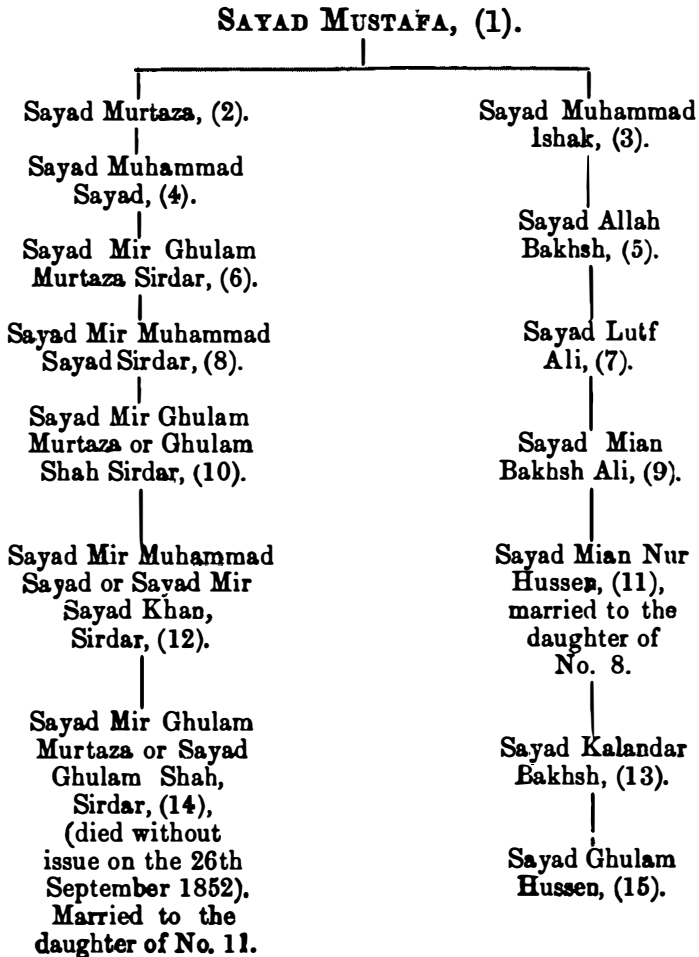 SAYAD MUSTAFA, (1).
Sayad Murtaza, (2).
Sayad Muhammad
Sayad, (4).
Sayad Mir Ghulam
Murtaza Sirdar, (6).
Sayad Mir Muhammad
Sayad Sirdar, (8).
Sayad Mir Ghulam
Murtaza or Ghulam
Shah Sirdar, (10).
Sayad Mir Muhammad
Sayad or Sayad Mir
Sayad Khan,
Sirdar, (12).
Sayad Mir Ghulam
Murtaza or Sayad
Ghulam Shah,
Sirdar, (14),
(died without
issue on the 26th
September 1852).
Married to the
daughter of No. 11.
Sayad Muhammad
Ishak, (3).
Sayad Allah
Bakhsh, (5).
Sayad Lutf
Ali, (7).
Sayad Mian
Bakhsh Ali, (9).
Sayad Mian Nur
Hussen, (11),
married to the
daughter of
No. 8.
Sayad Kalandar
Bakhsh, (13).
Sayad Ghulam
Hussen, (15).